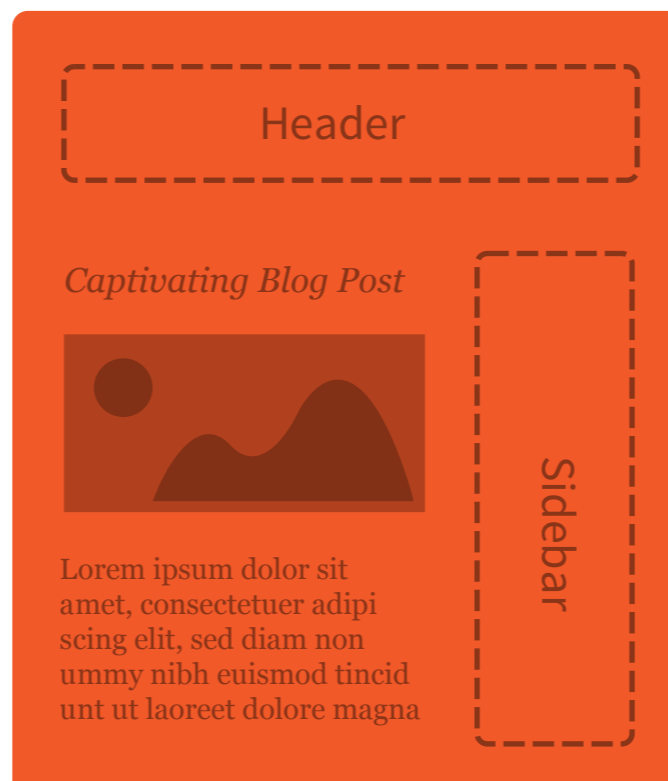 Header
Captivating Blog Post
Lorem ipsum dolor sit
amet, consectetuer adipi
scing elit, sed diam non
ummy nibh euismod tincid
unt ut laoreet dolore magna
Sidebar